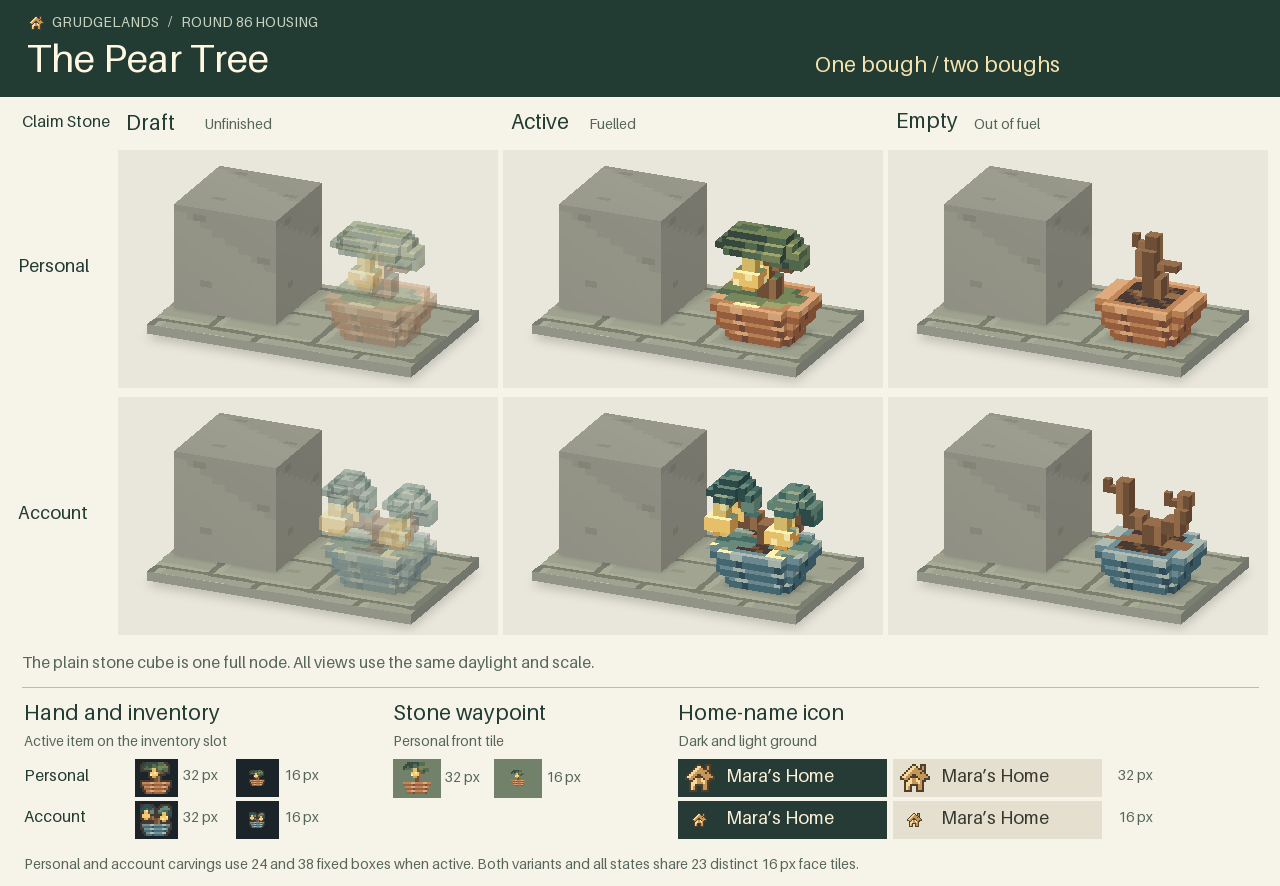 GRUDGELANDS / ROUND 86 HOUSING
The Pear Tree
One bough / two boughs
Claim Stone Draft Unfinished Active Fuelled Empty Out of fuel
Personal
Account
The plain stone cube is one full node. All views use the same daylight and scale.
Hand and inventory
Active item on the inventory slot
Personal 32 px 16 px
Account 32 px 16 px
Stone waypoint
Personal front tile
32 px 16 px
Home-name icon
Dark and light ground
Mara’s Home Mara’s Home 32 px
Mara’s Home Mara’s Home 16 px
Personal and account carvings use 24 and 38 fixed boxes when active. Both variants and all states share 23 distinct 16 px face tiles.